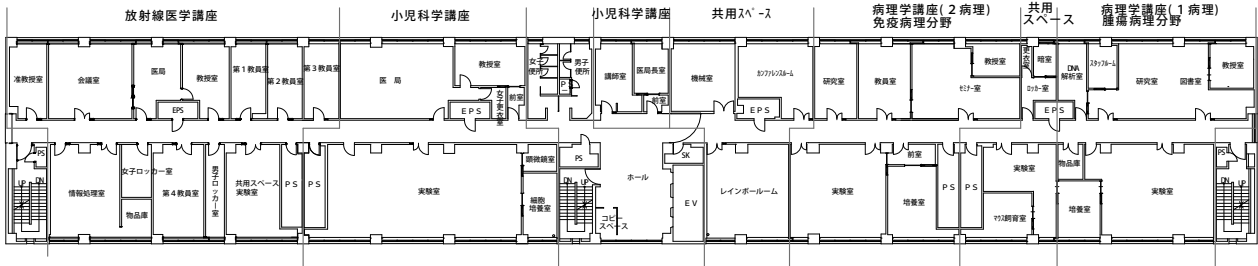 放射線医学講座
小児科学講座
小児科学講座
共用ｽﾍﾟｰｽ
病理学講座(２病理)
免疫病理分野
共用
スペース
病理学講座(１病理)
腫瘍病理分野
准教授室
会議室
医局
教授室
第１教員室
第２教員室
第３教員室
医 局
教授室
女子更衣室
前室
女子
便所
男子
便所
講師室
医局長室
前室
機械室
ｶﾝﾌｧﾚﾝｽﾙｰﾑ
研究室
教員室
教授室
ｾﾐﾅｰ室
更衣室
暗室
ﾛｯｶｰ室
DNA
解析室
ｽﾀｯﾌﾙｰﾑ
研究室
図書室
教授室
EPS
ＥＰＳ
ＥＰＳ
ＥＰＳ
PS
UP
DN
情報処理室
女子ロッカー室
物品庫
第４教員室
男子ロッカー室
共用スペース
実験室
ＰＳ
ＰＳ
実験室
顕微鏡室
細胞
培養室
PS
DN
UP
ホール
コピー
スペース
SK
ＥＶ
レインボールーム
実験室
前室
培養室
ＰＳ
ＰＳ
実験室
ﾏｳｽ飼育室
物品庫
培養室
実験室
PS
DN
UP